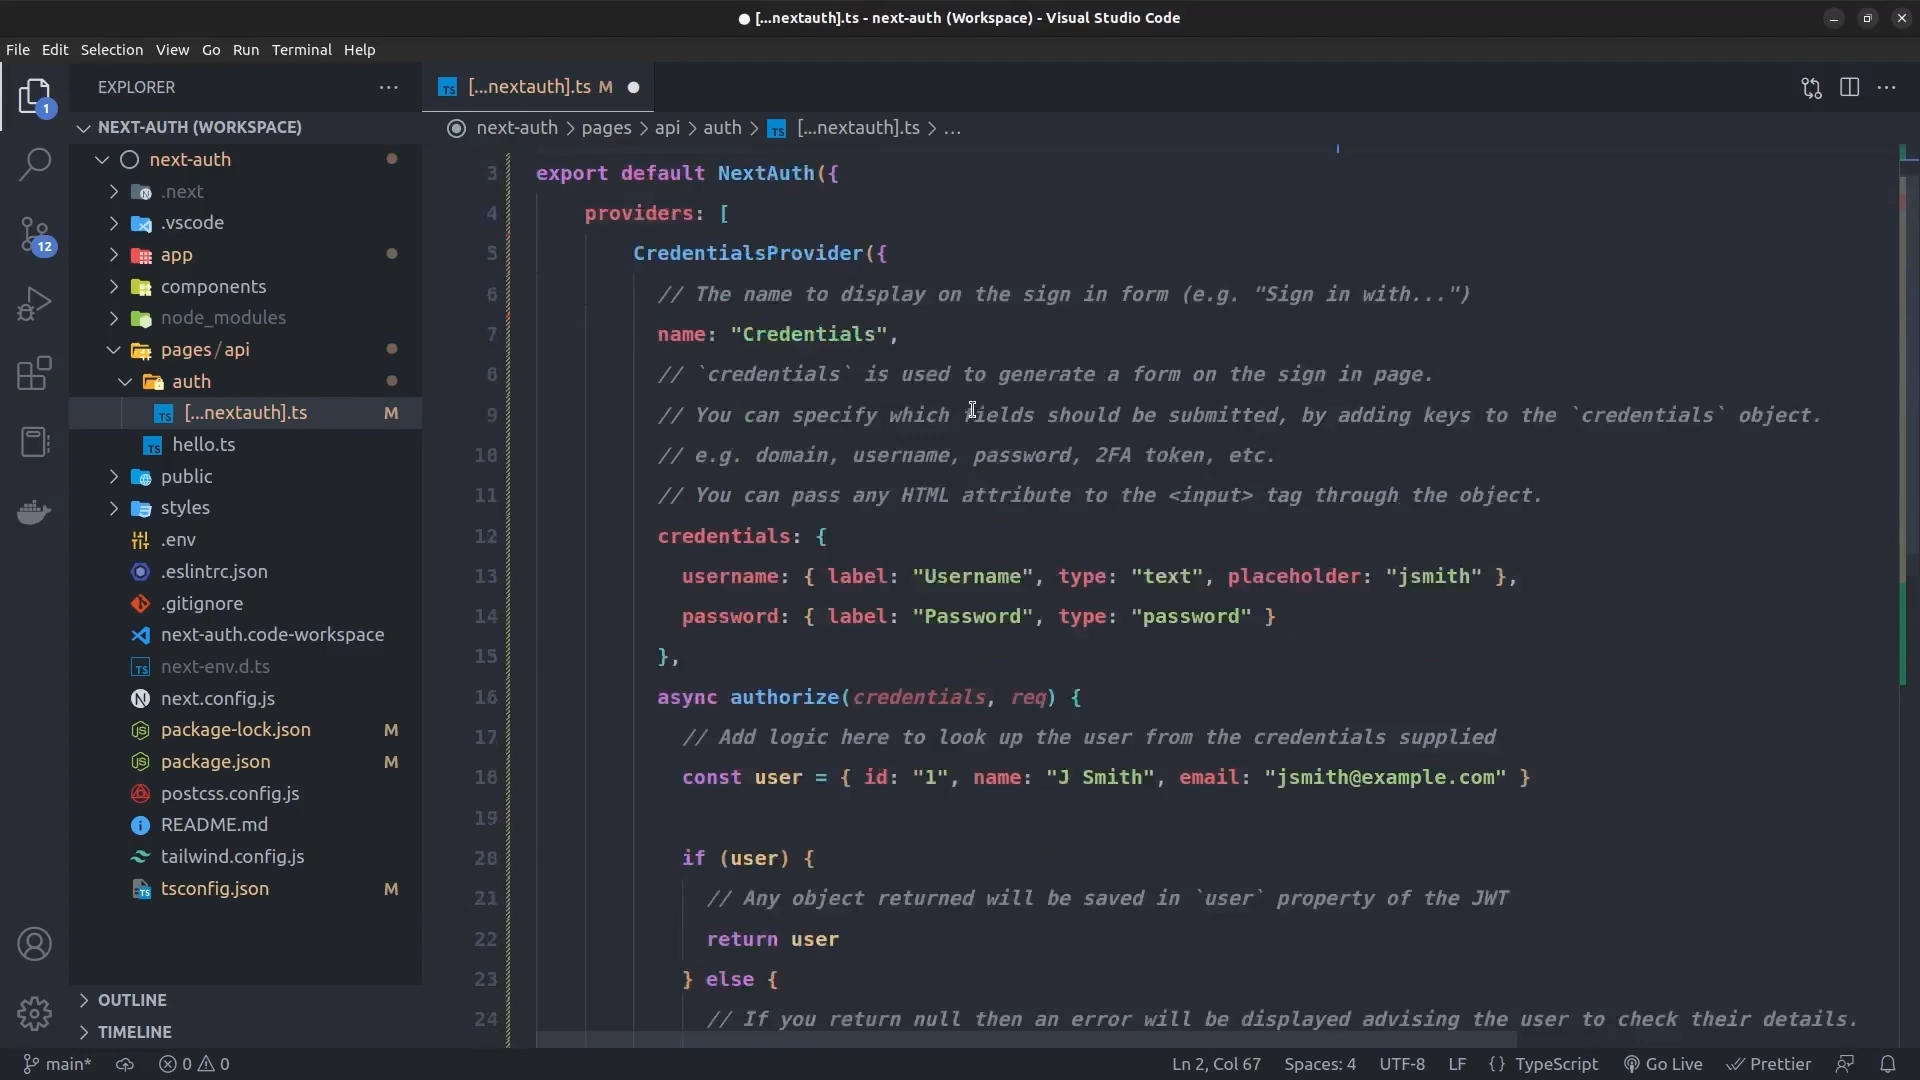 [...nextauth].ts - next-auth (Workspace) - Visual Studio Code
File Edit Selection View Go Run Terminal Help
EXPLORER
1
12
NEXT-AUTH (WORKSPACE)
next-auth
.next
.vscode
app
components
node_modules
pages/api
auth
[...nextauth].ts M
hello.ts
public
styles
.env
.eslintrc.json
.gitignore
next-auth.code-workspace
next-env.d.ts
next.config.js
package-lock.json M
package.json M
postcss.config.js
README.md
tailwind.config.js
tsconfig.json M
OUTLINE
TIMELINE
TS [...nextauth].ts M
next-auth > pages > api > auth > TS [...nextauth].ts > ...
3 export default NextAuth({
4 providers: [
5 CredentialsProvider({
6 // The name to display on the sign in form (e.g. "Sign in with...")
7 name: "Credentials",
8 // `credentials` is used to generate a form on the sign in page.
9 // You can specify which fields should be submitted, by adding keys to the `credentials` object.
10 // e.g. domain, username, password, 2FA token, etc.
11 // You can pass any HTML attribute to the <input> tag through the object.
12 credentials: {
13 username: { label: "Username", type: "text", placeholder: "jsmith" },
14 password: { label: "Password", type: "password" }
15 },
16 async authorize(credentials, req) {
17 // Add logic here to look up the user from the credentials supplied
18 const user = { id: "1", name: "J Smith", email: "jsmith@example.com" }
19
20 if (user) {
21 // Any object returned will be saved in `user` property of the JWT
22 return user
23 } else {
24 // If you return null then an error will be displayed advising the user to check their details.
main* 0 0 Ln 2, Col 67 Spaces: 4 UTF-8 LF {} TypeScript Go Live Prettier